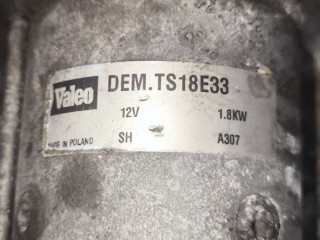 Valeo DEM.TS18E33
12V 1.8KW
MADE IN POLAND SH A307